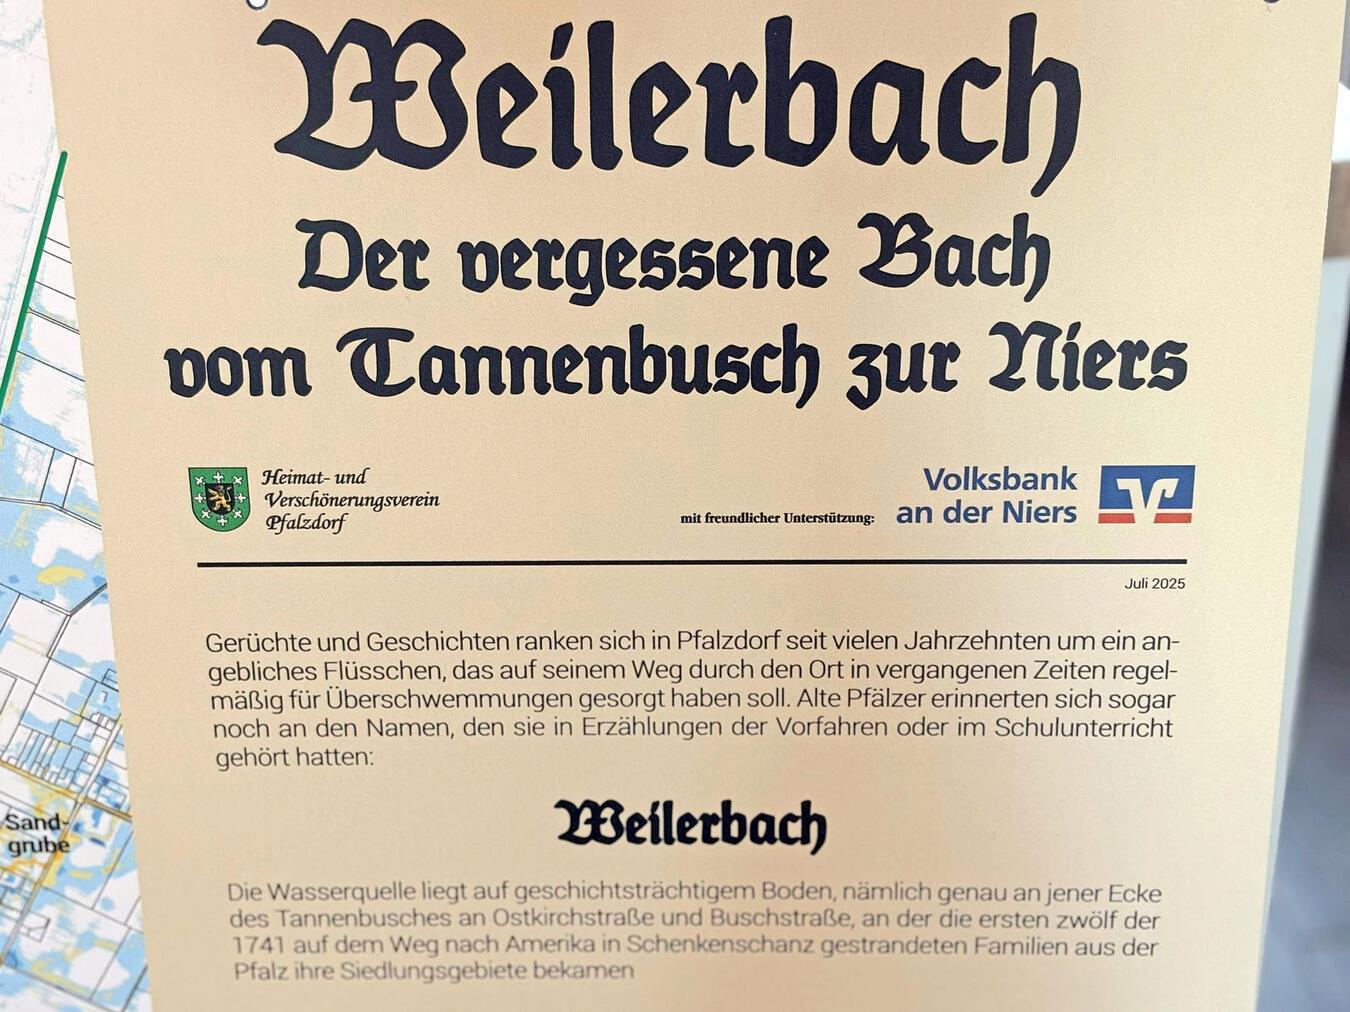 Weilerbach
Der vergessene Bach
vom Tannenbusch zur Niers
Heimat- und
Verschönerungsverein
Pfalzdorf
mit freundlicher Unterstützung:
Volksbank
an der Niers
Juli 2025
Gerüchte und Geschichten ranken sich in Pfalzdorf seit vielen Jahrzehnten um ein an-
gebliches Flüsschen, das auf seinem Weg durch den Ort in vergangenen Zeiten regel-
mäßig für Überschwemmungen gesorgt haben soll. Alte Pfälzer erinnerten sich sogar
noch an den Namen, den sie in Erzählungen der Vorfahren oder im Schulunterricht
gehört hatten:
Weilerbach
Die Wasserquelle liegt auf geschichtsträchtigem Boden, nämlich genau an jener Ecke
des Tannenbusches an Ostkirchstraße und Buschstraße, an der die ersten zwölf der
1741 auf dem Weg nach Amerika in Schenkenschanz gestrandeten Familien aus der
Pfalz ihre Siedlungsgebiete bekamen
Sand-
grube